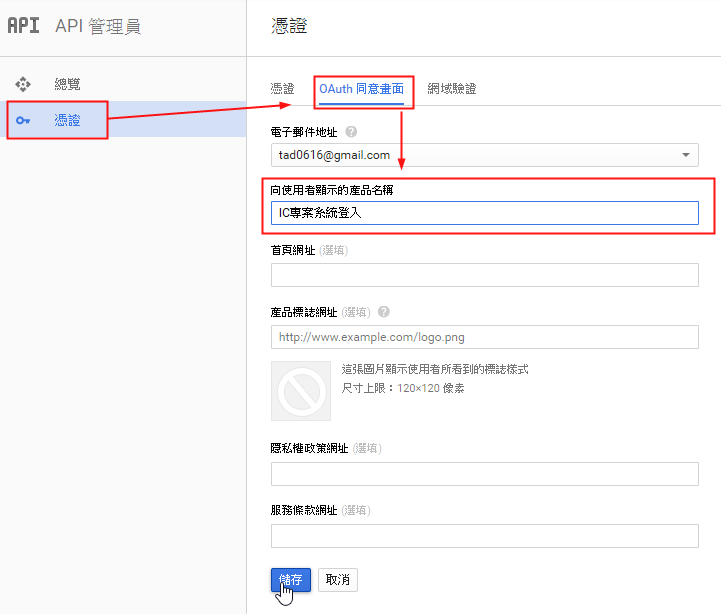 API API 管理員
憑證
總覽
憑證
憑證 OAuth 同意畫面 網域驗證
電子郵件地址 ?
tad0616@gmail.com
向使用者顯示的產品名稱
IC專案系統登入
首頁網址 (選填)
產品標誌網址 (選填) ?
http://www.example.com/logo.png
這張圖片顯示使用者所看到的標誌樣式
尺寸上限：120×120 像素
隱私權政策網址 (選填)
服務條款網址 (選填)
儲存 取消